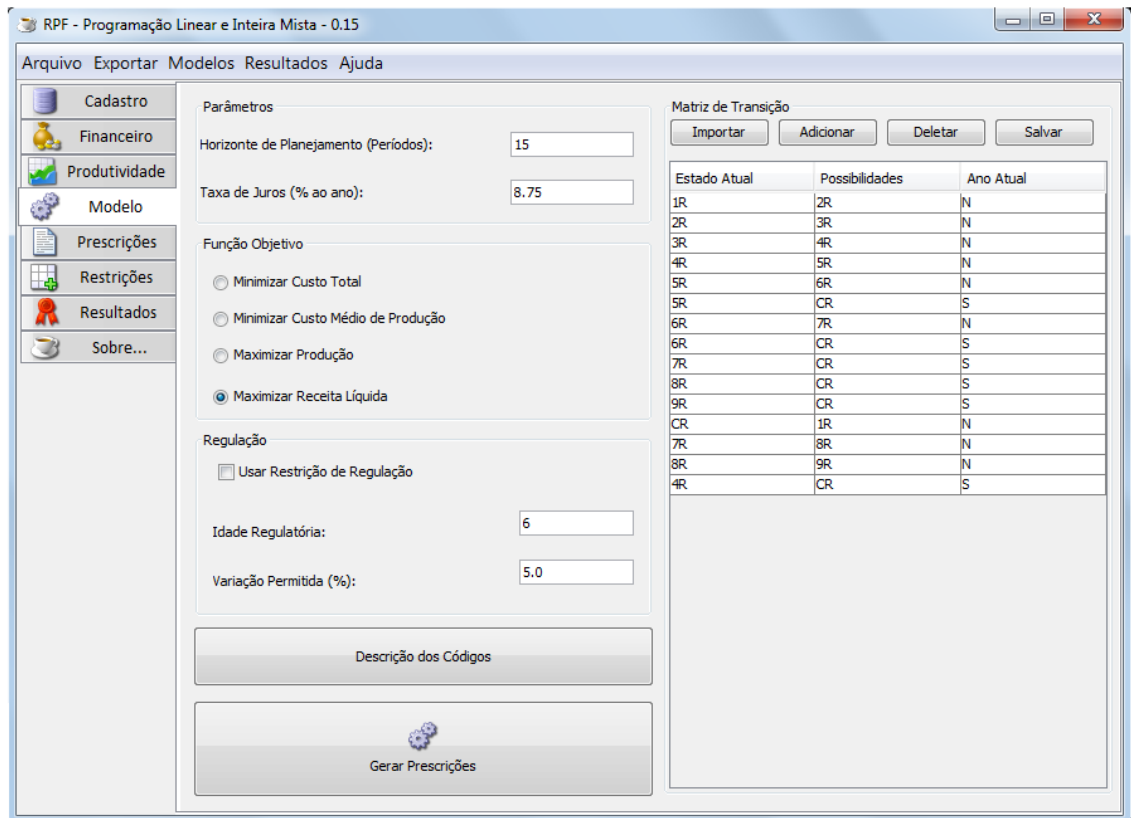 RPF - Programação Linear e Inteira Mista - 0.15
Arquivo Exportar Modelos Resultados Ajuda
Cadastro
Financeiro
Produtividade
Modelo
Prescrições
Restrições
Resultados
Sobre...
Parâmetros
Horizonte de Planejamento (Períodos): 15
Taxa de Juros (% ao ano): 8.75
Função Objetivo
Minimizar Custo Total
Minimizar Custo Médio de Produção
Maximizar Produção
Maximizar Receita Líquida
Regulação
Usar Restrição de Regulação
Idade Regulatória: 6
Variação Permitida (%): 5.0
Descrição dos Códigos
Gerar Prescrições
Matriz de Transição
Importar Adicionar Deletar Salvar
Estado Atual Possibilidades Ano Atual
1R 2R N
2R 3R N
3R 4R N
4R 5R N
5R 6R N
5R CR S
6R 7R N
6R CR S
7R CR S
8R CR S
9R CR S
CR 1R N
7R 8R N
8R 9R N
4R CR S